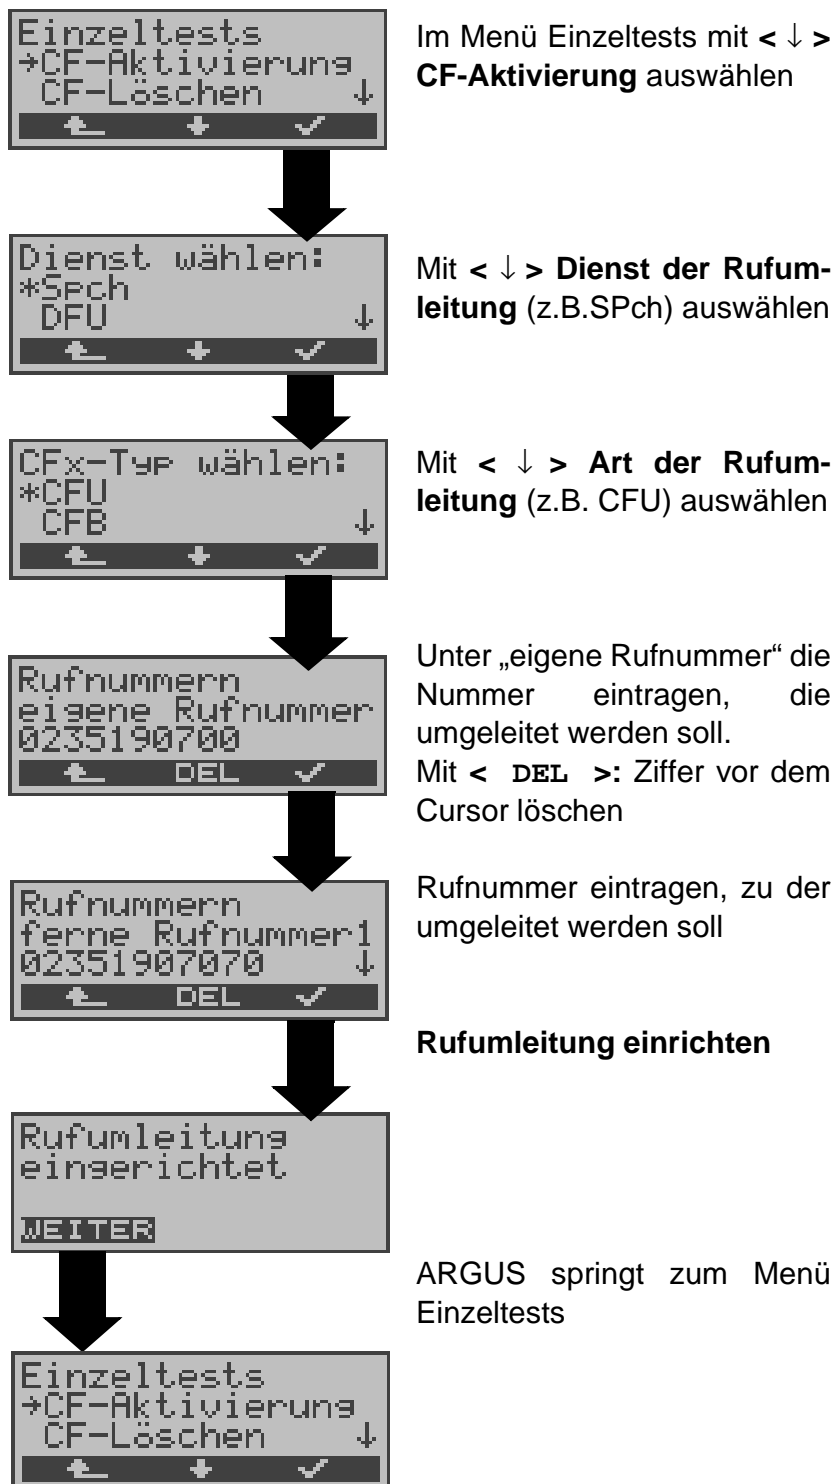 Einzeltests
→CF-Aktivierung
CF-Löschen ↓
Im Menü Einzeltests mit < ↓ >
CF-Aktivierung auswählen
Dienst wählen:
*Spch
DFU ↓
Mit < ↓ > Dienst der Rufum-
leitung (z.B.SPch) auswählen
CFx-Typ wählen:
*CFU
CFB ↓
Mit < ↓ > Art der Rufum-
leitung (z.B. CFU) auswählen
Rufnummern
eigene Rufnummer
0235190700
DEL
Unter „eigene Rufnummer“ die
Nummer eintragen, die
umgeleitet werden soll.
Mit < DEL >: Ziffer vor dem
Cursor löschen
Rufnummern
ferne Rufnummer1
02351907070 ↓
DEL
Rufnummer eintragen, zu der
umgeleitet werden soll
Rufumleitung einrichten
Rufumleitung
eingerichtet
WEITER
ARGUS springt zum Menü
Einzeltests
Einzeltests
→CF-Aktivierung
CF-Löschen ↓